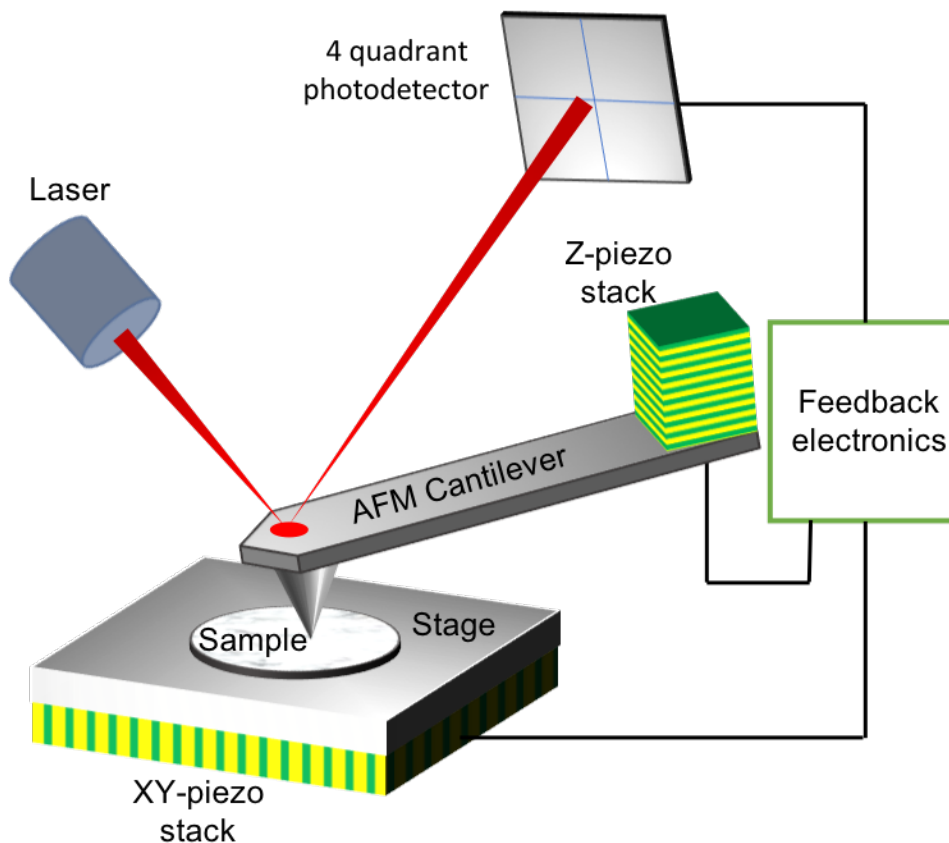 4 quadrant
photodetector
Laser
Z-piezo
stack
Feedback
electronics
AFM Cantilever
Sample
Stage
XY-piezo
stack